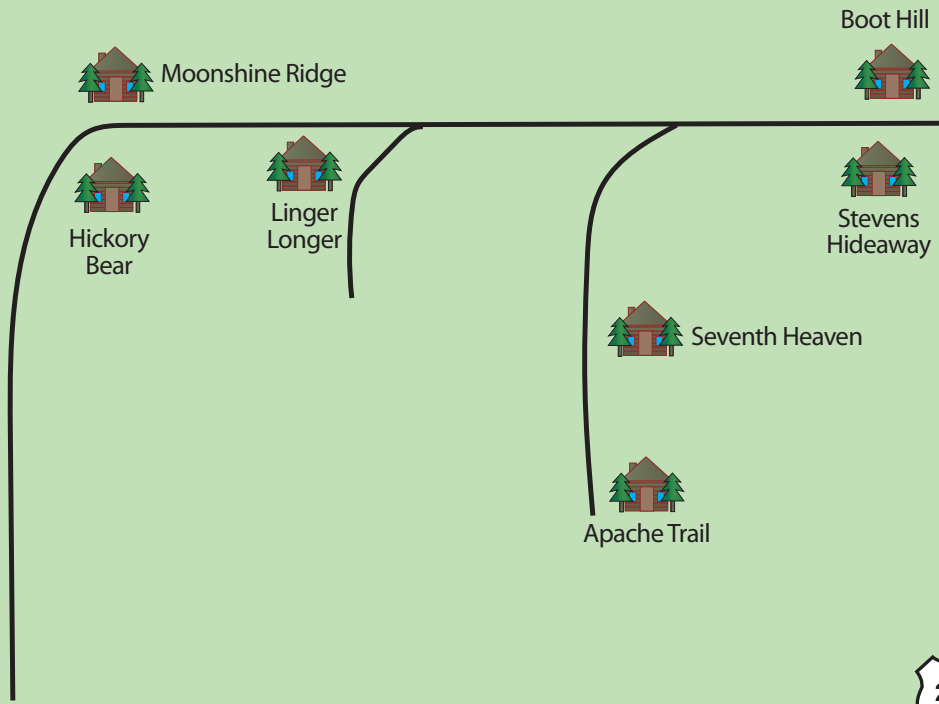 Boot Hill
Moonshine Ridge
Linger
Longer
Stevens
Hideaway
Hickory
Bear
Seventh Heaven
Apache Trail